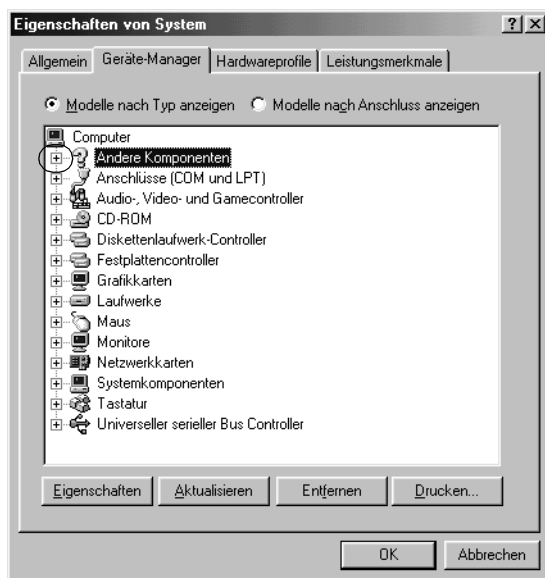 Eigenschaften von System
Allgemein Geräte-Manager Hardwareprofile Leistungsmerkmale
Modelle nach Typ anzeigen Modelle nach Anschluss anzeigen
Computer
Andere Komponenten
Anschlüsse (COM und LPT)
Audio-, Video- und Gamecontroller
CD-ROM
Diskettenlaufwerk-Controller
Festplattencontroller
Grafikkarten
Laufwerke
Maus
Monitore
Netzwerkkarten
Systemkomponenten
Tastatur
Universeller serieller Bus Controller
Eigenschaften Aktualisieren Entfernen Drucken...
OK Abbrechen